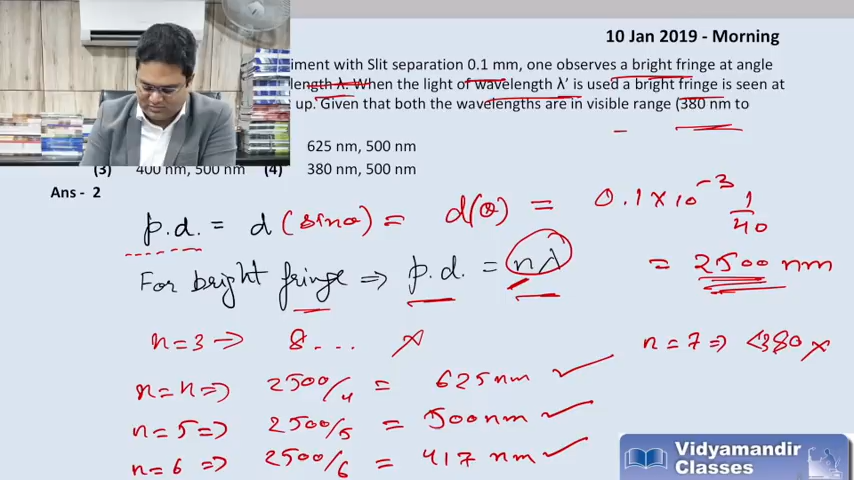 10 Jan 2019 - Morning
iment with Slit separation 0.1 mm, one observes a bright fringe at angle
length λ. When the light of wavelength λ' is used a bright fringe is seen at
up. Given that both the wavelengths are in visible range (380 nm to
625 nm, 500 nm
(3) 400 nm, 500 nm (4) 380 nm, 500 nm
Ans - 2
p.d. = d (sinθ) = d(θ) = 0.1 × 10⁻³ 1/40
= 2500 nm
For bright fringe ⇒ p.d. = nλ
n = 3 → 8 ... ×
n = 7 ⇒ <380 ×
n = 4 ⇒ 2500/4 = 625 nm ✓
n = 5 ⇒ 2500/5 = 500 nm ✓
n = 6 ⇒ 2500/6 = 417 nm ✓
Vidyamandir
Classes